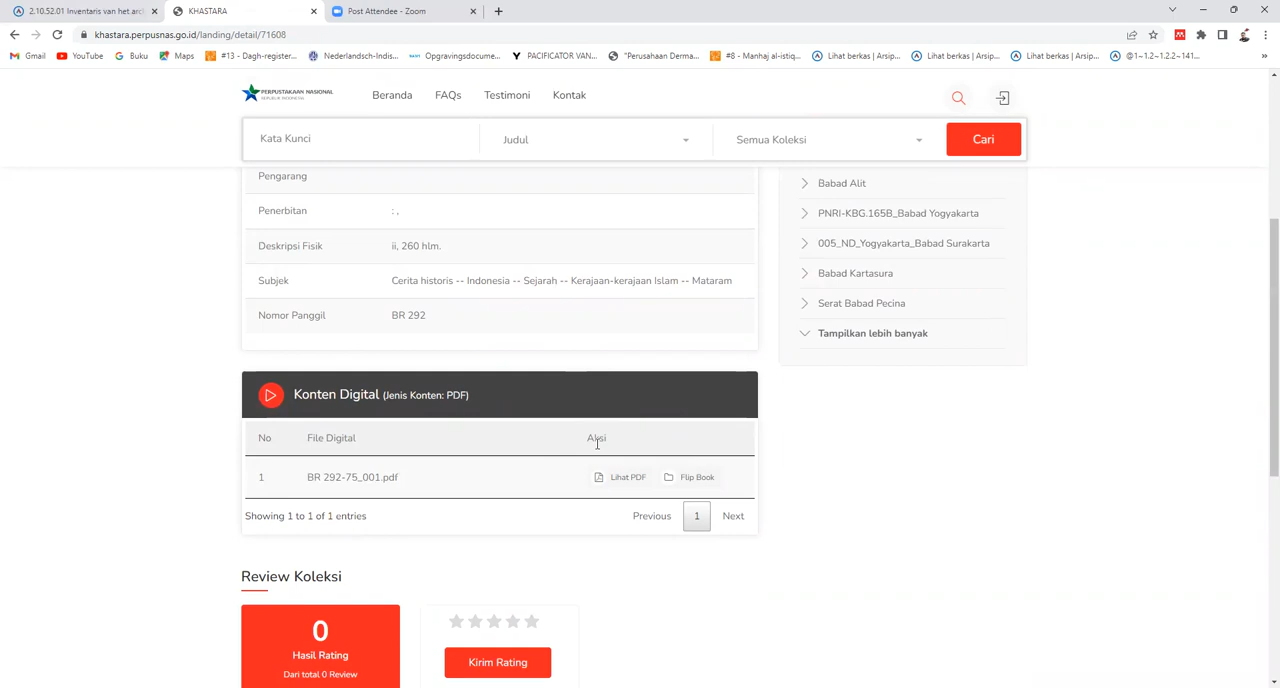 2.10.52.01 Inventaris van het arc
KHASTARA
Post Attendee - Zoom
khastara.perpusnas.go.id/landing/detail/71608
Gmail
YouTube
Google Buku
Maps
#13 - Dagh-register...
Nederlandsch-Indis...
Opgravingsdocume...
PACIFICATOR VAN...
"Perusahaan Derma...
#8 - Manhaj al-istiq...
Lihat berkas | Arsip...
Lihat berkas | Arsip...
Lihat berkas | Arsip...
@1~1.2~1.2.2~141...
»
PERPUSTAKAAN NASIONAL
REPUBLIK INDONESIA
Beranda
FAQs
Testimoni
Kontak
Kata Kunci
Judul
Semua Koleksi
Cari
Pengarang
Penerbitan : ,
Deskripsi Fisik ii, 260 hlm.
Subjek Cerita historis -- Indonesia -- Sejarah -- Kerajaan-kerajaan Islam -- Mataram
Nomor Panggil BR 292
Babad Alit
PNRI-KBG.165B_Babad Yogyakarta
005_ND_Yogyakarta_Babad Surakarta
Babad Kartasura
Serat Babad Pecina
Tampilkan lebih banyak
Konten Digital (Jenis Konten: PDF)
No File Digital Aksi
1 BR 292-75_001.pdf Lihat PDF Flip Book
Showing 1 to 1 of 1 entries
Previous 1 Next
Review Koleksi
0
Hasil Rating
Dari total 0 Review
Kirim Rating